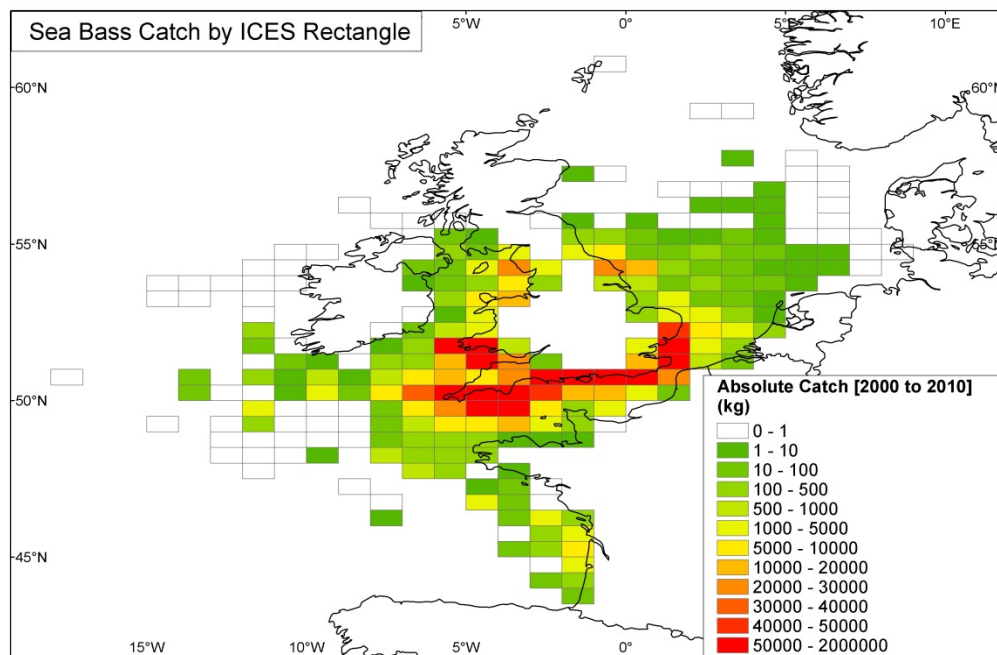 Sea Bass Catch by ICES Rectangle
5°W
0°
5°E
10°E
60°N
60°N
55°N
55°N
50°N
45°N
15°W
10°W
5°W
0°
Absolute Catch [2000 to 2010]
(kg)
0 - 1
1 - 10
10 - 100
100 - 500
500 - 1000
1000 - 5000
5000 - 10000
10000 - 20000
20000 - 30000
30000 - 40000
40000 - 50000
50000 - 2000000